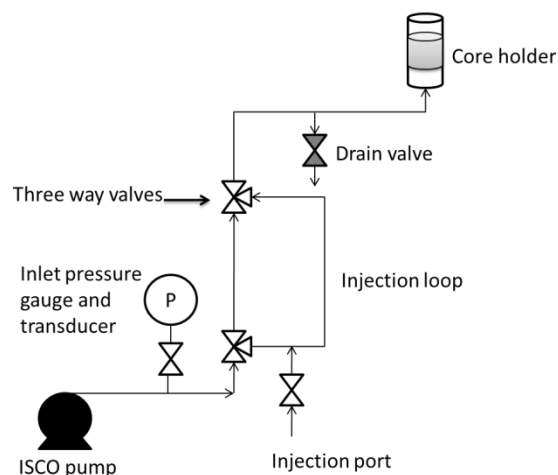 Core holder
Drain valve
Three way valves
Inlet pressure
gauge and
transducer
P
Injection loop
ISCO pump
Injection port